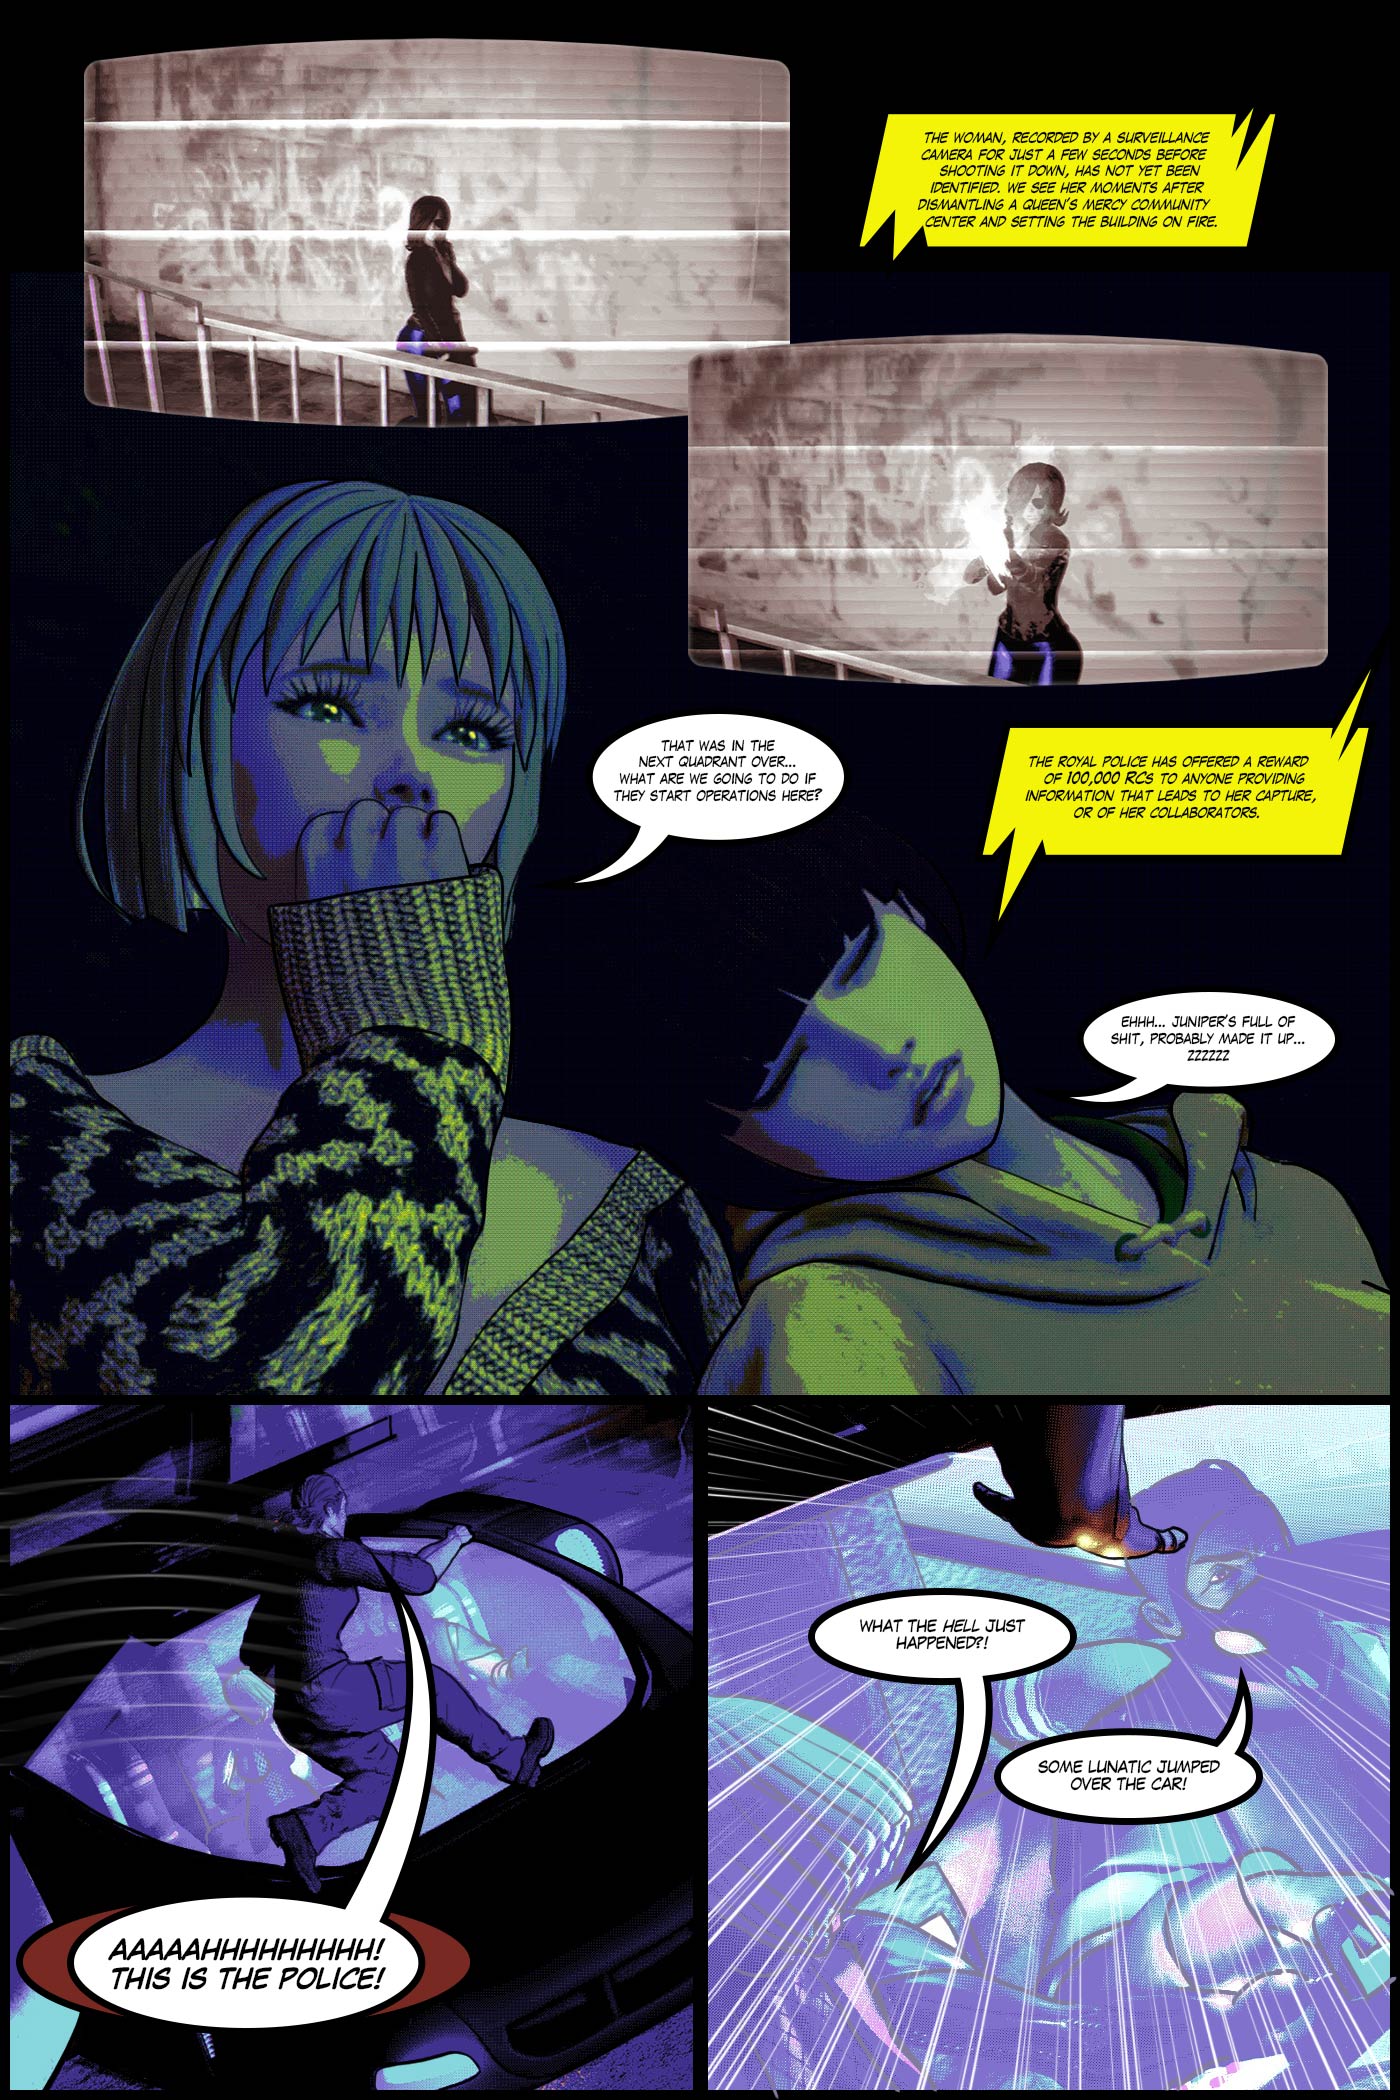 THE WOMAN, RECORDED BY A SURVEILLANCE
CAMERA FOR JUST A FEW SECONDS BEFORE
SHOOTING IT DOWN, HAS NOT YET BEEN
IDENTIFIED. WE SEE HER MOMENTS AFTER
DISMANTLING A QUEEN'S MERCY COMMUNITY
CENTER AND SETTING THE BUILDING ON FIRE.
THAT WAS IN THE
NEXT QUADRANT OVER...
WHAT ARE WE GOING TO DO IF
THEY START OPERATIONS HERE?
THE ROYAL POLICE HAS OFFERED A REWARD
OF 100,000 RCS TO ANYONE PROVIDING
INFORMATION THAT LEADS TO HER CAPTURE,
OR OF HER COLLABORATORS.
EHHH... JUNIPER'S FULL OF
SHIT, PROBABLY MADE IT UP...
ZZZZZZ
AAAAAHHHHHHHHH!
THIS IS THE POLICE!
WHAT THE HELL JUST
HAPPENED?!
SOME LUNATIC JUMPED
OVER THE CAR!